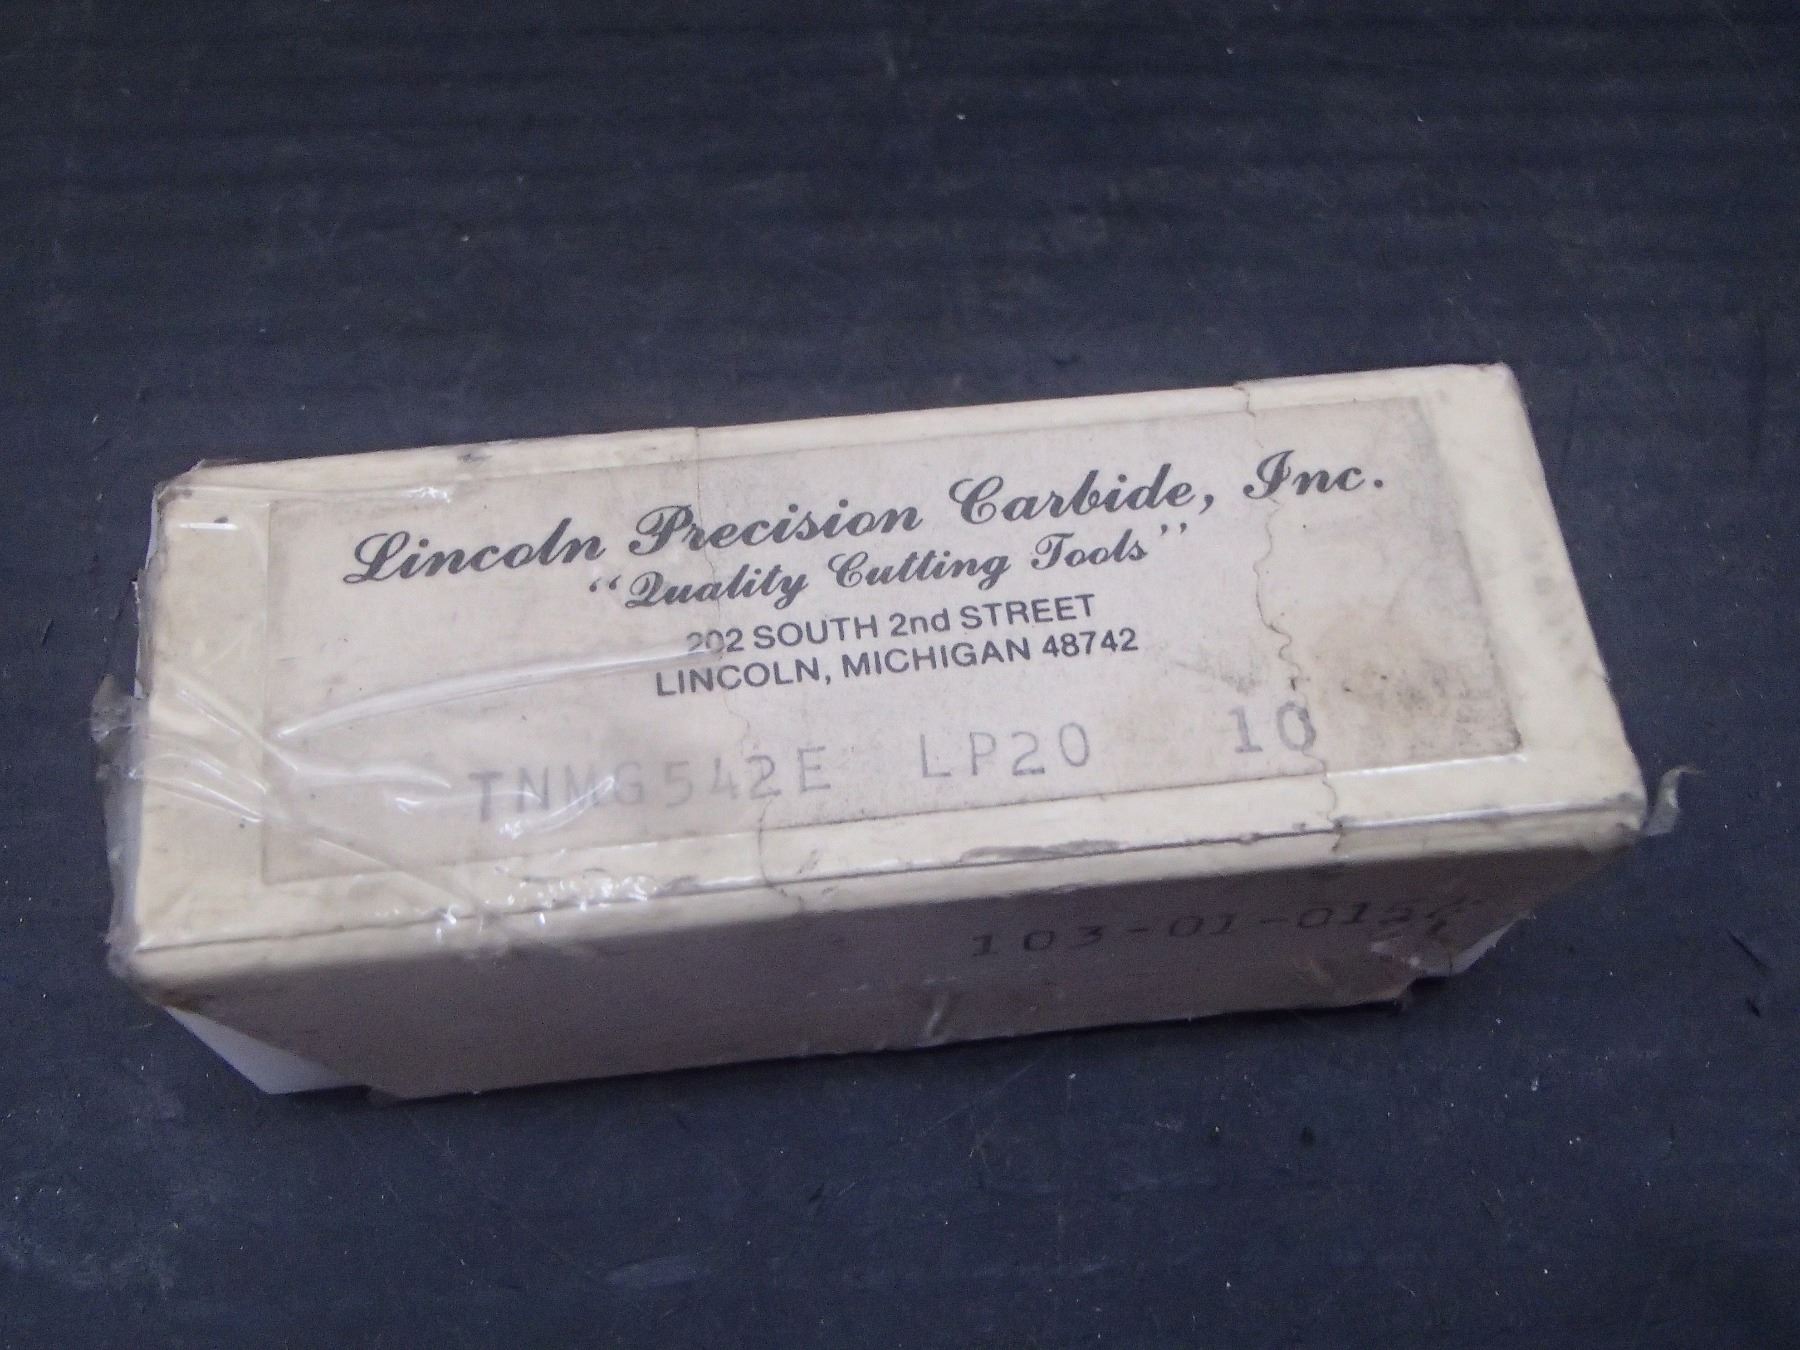 Lincoln Precision Carbide, Inc.
“Quality Cutting Tools”
202 SOUTH 2nd STREET
LINCOLN, MICHIGAN 48742
TNMG542E LP20 10